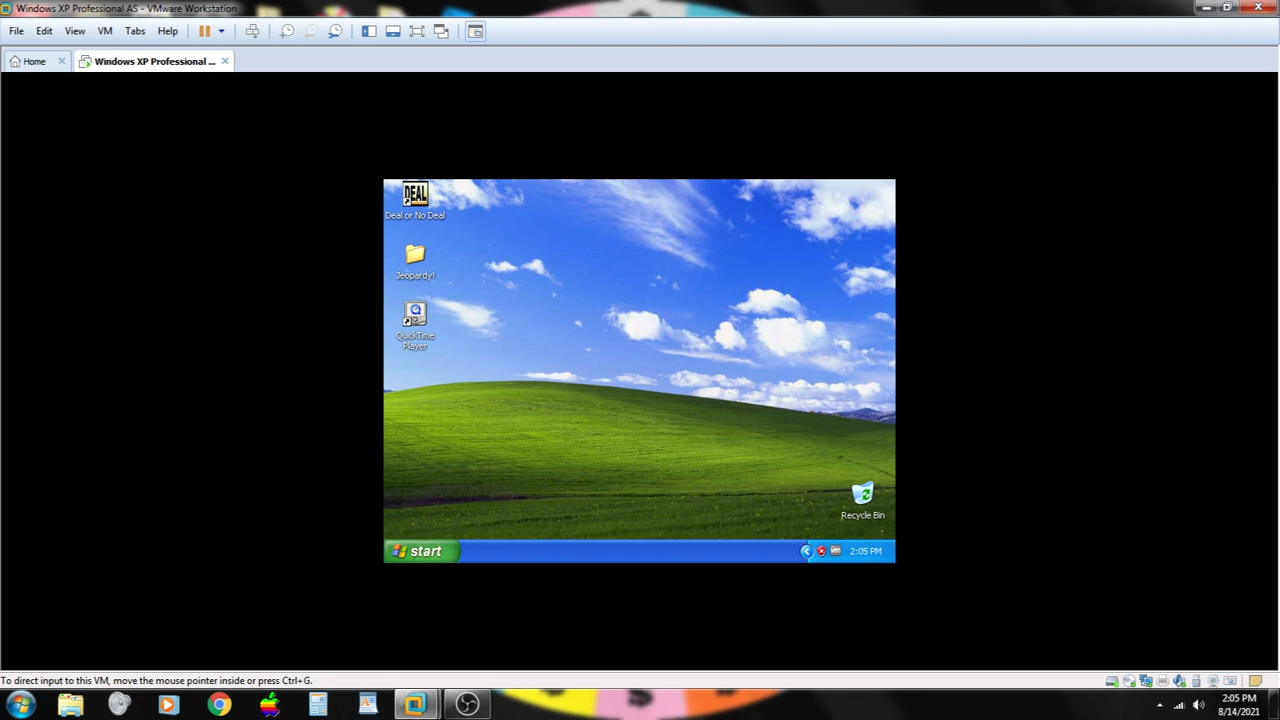 Windows XP Professional AS - VMware Workstation
File Edit View VM Tabs Help
Home Windows XP Professional ...
DEAL
Deal or No Deal
Jeopardy!
QuickTime
Player
Recycle Bin
start 2:05 PM
To direct input to this VM, move the mouse pointer inside or press Ctrl+G.
2:05 PM
8/14/2021